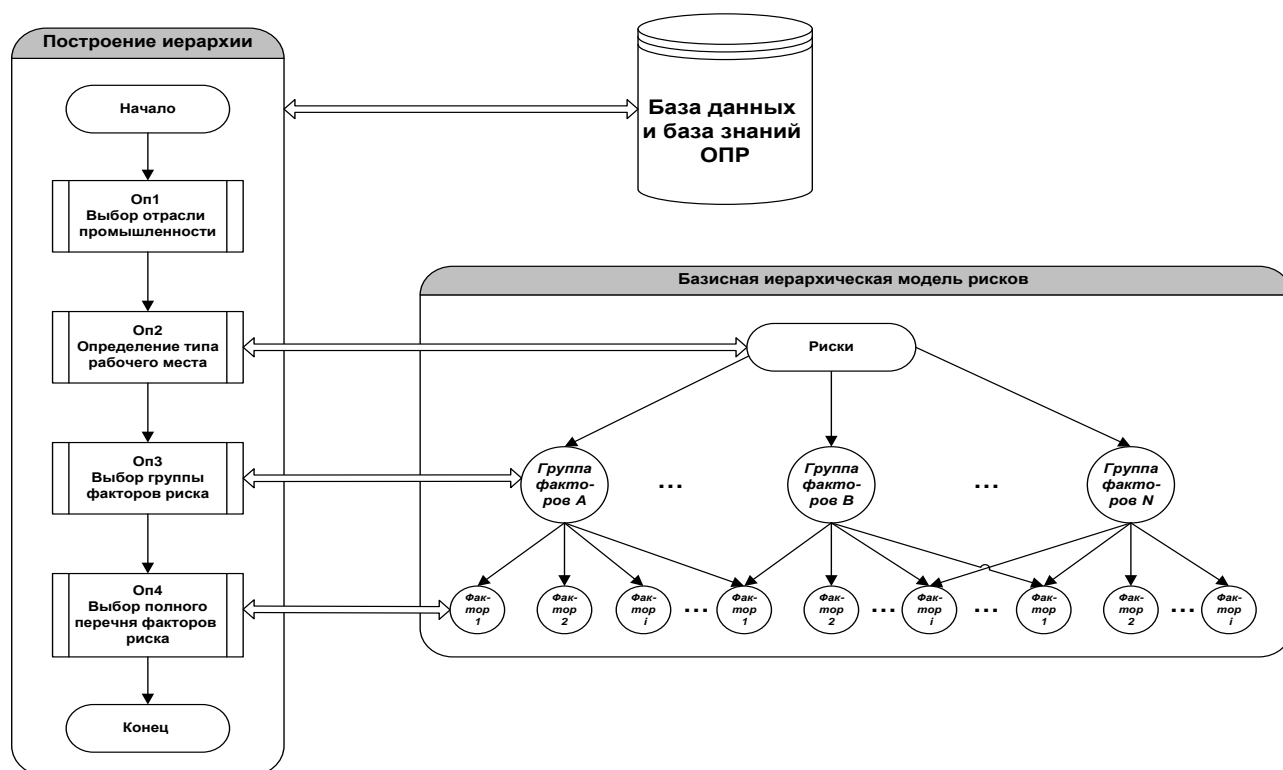 Построение иерархии
Начало
Оп1
Выбор отрасли
промышленности
Оп2
Определение типа
рабочего места
Оп3
Выбор группы
факторов риска
Оп4
Выбор полного
перечня факторов
риска
Конец
База данных
и база знаний
ОПР
Базисная иерархическая модель рисков
Риски
Группа
факто-
ров А
...
Группа
факто-
ров В
...
Группа
факто-
ров N
Фак-
тор
1
Фак-
тор
2
Фак-
тор
i
...
Фак-
тор
1
Фак-
тор
2
...
Фак-
тор
i
...
Фак-
тор
1
Фак-
тор
2
...
Фак-
тор
i